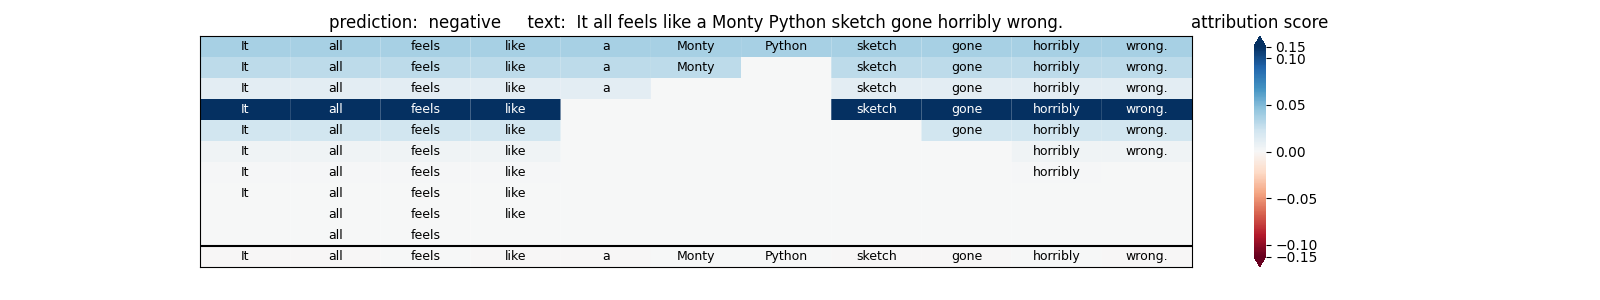 prediction:  negative     text:  It all feels like a Monty Python sketch gone horribly wrong.     attribution score
It all feels like a Monty Python sketch gone horribly wrong.
It all feels like a Monty sketch gone horribly wrong.
It all feels like a sketch gone horribly wrong.
It all feels like sketch gone horribly wrong.
It all feels like gone horribly wrong.
It all feels like horribly wrong.
It all feels like horribly
It all feels like
all feels like
all feels
It all feels like a Monty Python sketch gone horribly wrong.
0.15
0.10
0.05
0.00
−0.05
−0.10
−0.15